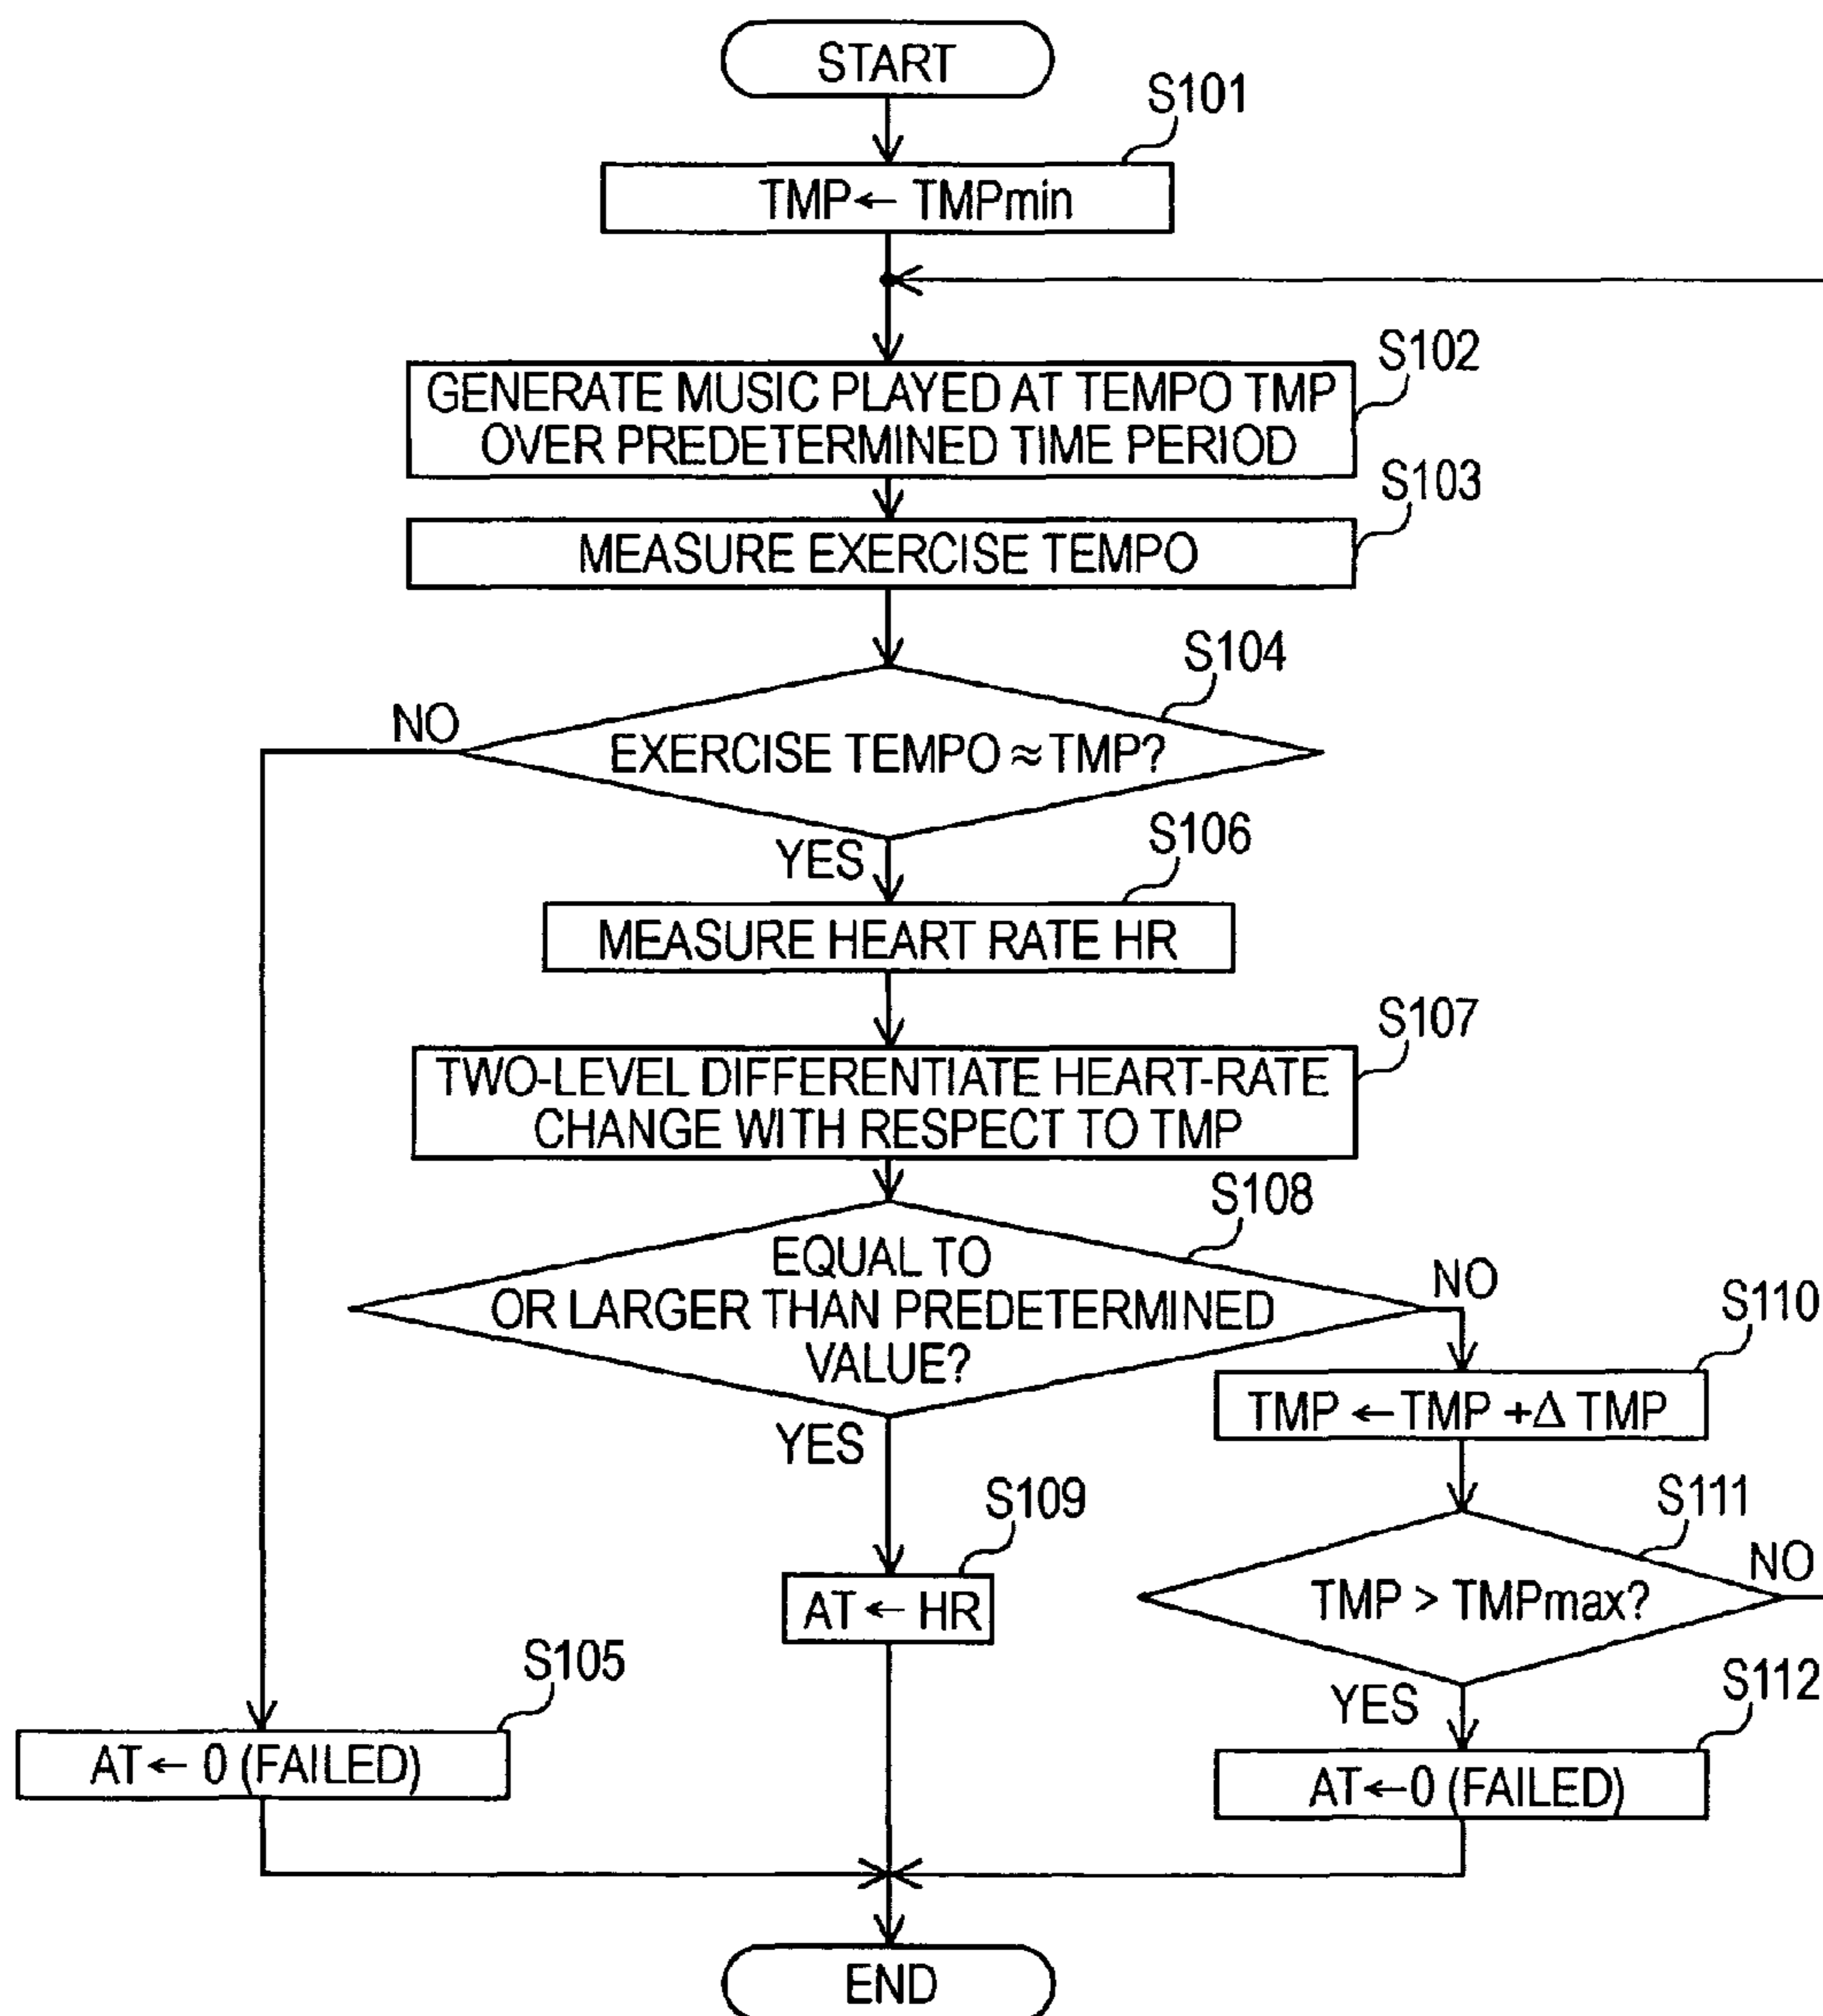 START
S101
TMP← TMPmin
S102
GENERATE MUSIC PLAYED AT TEMPO TMP
OVER PREDETERMINED TIME PERIOD
S103
MEASURE EXERCISE TEMPO
S104
NO
EXERCISE TEMPO ≈ TMP?
YES
S106
MEASURE HEART RATE HR
S107
TWO-LEVEL DIFFERENTIATE HEART-RATE
CHANGE WITH RESPECT TO TMP
S108
EQUAL TO
OR LARGER THAN PREDETERMINED
VALUE?
NO
YES
S110
TMP ← TMP +Δ TMP
S109
AT ← HR
S111
TMP > TMPmax?
NO
YES
S105
AT ← 0 (FAILED)
S112
AT←0 (FAILED)
END